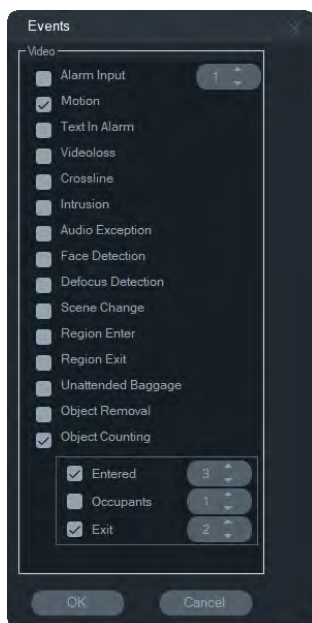 Events
Video
Alarm Input 1
Motion
Text In Alarm
Videoloss
Crossline
Intrusion
Audio Exception
Face Detection
Defocus Detection
Scene Change
Region Enter
Region Exit
Unattended Baggage
Object Removal
Object Counting
Entered 3
Occupants 1
Exit 2
OK Cancel